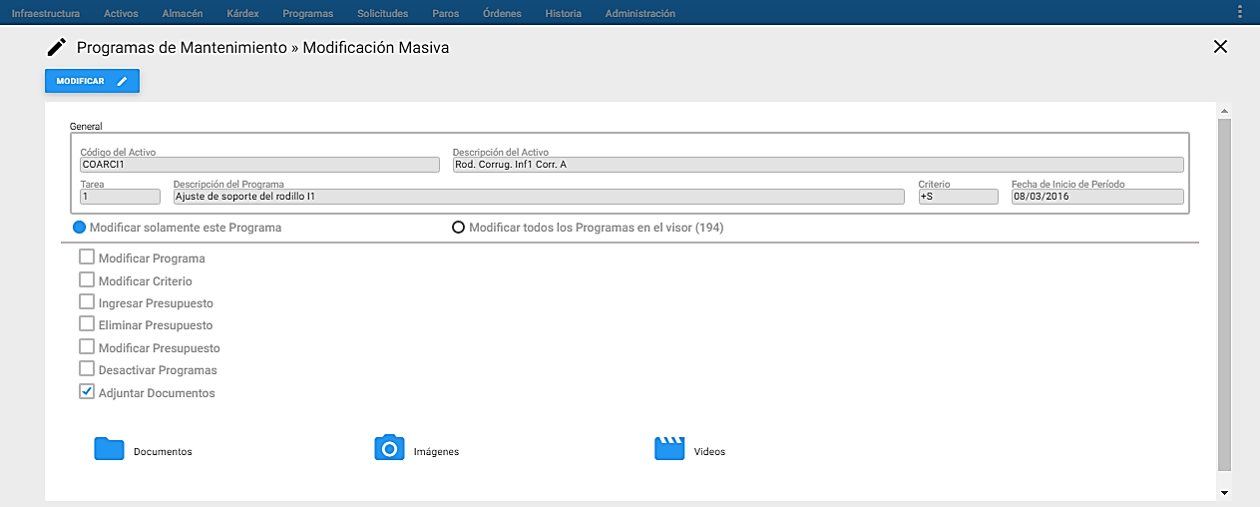 Infraestructura Activos Almacén Kárdex Programas Solicitudes Paros Órdenes Historia Administración
Programas de Mantenimiento » Modificación Masiva
MODIFICAR
General
Código del Activo Descripción del Activo
COARCI1 Rod. Corrug. Inf1 Corr. A
Tarea Descripción del Programa Criterio Fecha de Inicio de Período
1 Ajuste de soporte del rodillo I1 +S 08/03/2016
Modificar solamente este Programa Modificar todos los Programas en el visor (194)
Modificar Programa
Modificar Criterio
Ingresar Presupuesto
Eliminar Presupuesto
Modificar Presupuesto
Desactivar Programas
Adjuntar Documentos
Documentos Imágenes Videos